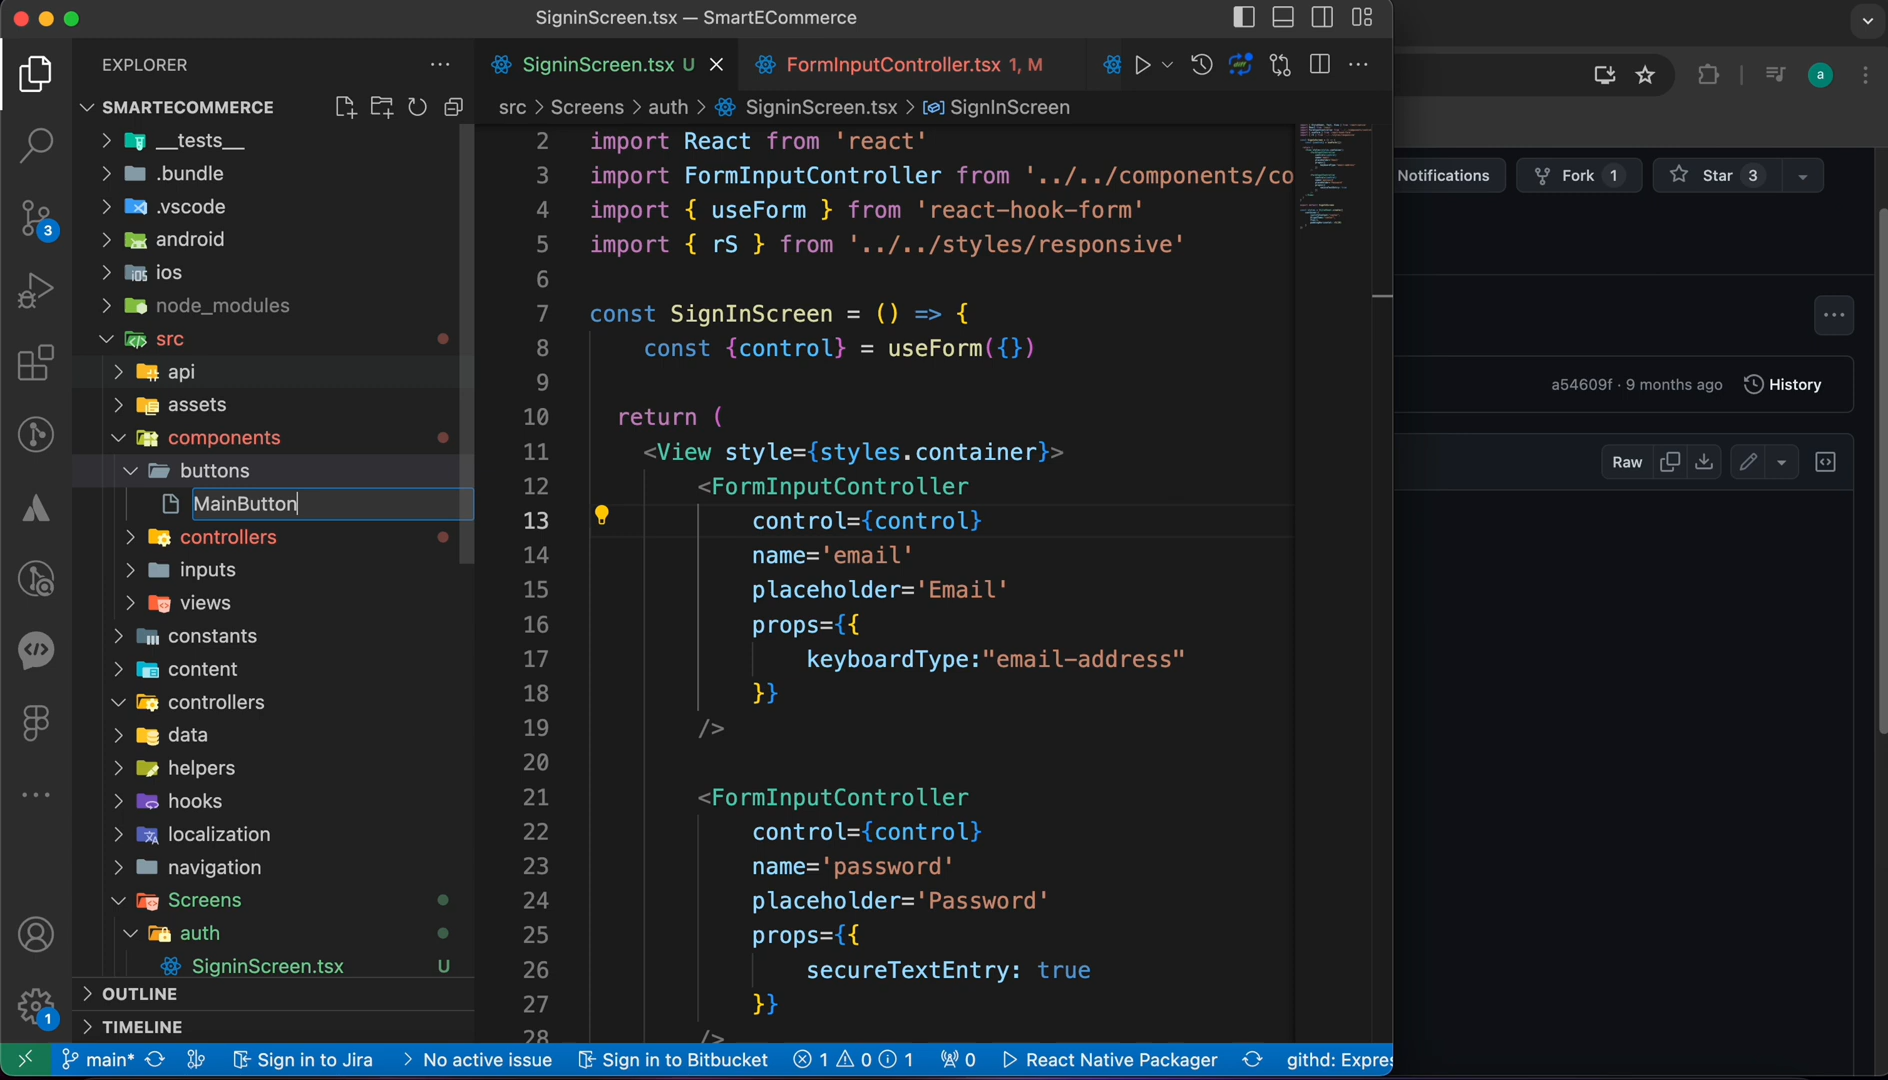 SigninScreen.tsx — SmartECommerce
EXPLORER
SMARTECOMMERCE
__tests__
.bundle
.vscode
android
ios
node_modules
src
api
assets
components
buttons
MainButton
controllers
inputs
views
constants
content
controllers
data
helpers
hooks
localization
navigation
Screens
auth
SigninScreen.tsx U
OUTLINE
TIMELINE
3
1
SigninScreen.tsx U
FormInputController.tsx 1, M
src > Screens > auth > SigninScreen.tsx > SignInScreen
2 import React from 'react'
3 import FormInputController from '../../components/co
4 import { useForm } from 'react-hook-form'
5 import { rS } from '../../styles/responsive'
6
7 const SignInScreen = () => {
8 const {control} = useForm({})
9
10 return (
11 <View style={styles.container}>
12 <FormInputController
13 control={control}
14 name='email'
15 placeholder='Email'
16 props={{
17 keyboardType:"email-address"
18 }}
19 />
20
21 <FormInputController
22 control={control}
23 name='password'
24 placeholder='Password'
25 props={{
26 secureTextEntry: true
27 }}
28 />
main* Sign in to Jira > No active issue Sign in to Bitbucket 1 0 1 0 React Native Packager githd: Expres
a
Notifications
Fork 1
Star 3
a54609f · 9 months ago
History
Raw